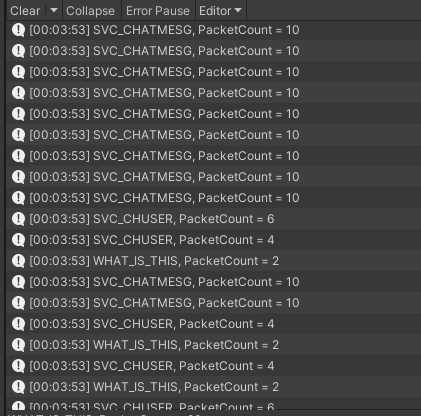 Clear Collapse Error Pause Editor
[00:03:53] SVC_CHATMESG, PacketCount = 10
[00:03:53] SVC_CHATMESG, PacketCount = 10
[00:03:53] SVC_CHATMESG, PacketCount = 10
[00:03:53] SVC_CHATMESG, PacketCount = 10
[00:03:53] SVC_CHATMESG, PacketCount = 10
[00:03:53] SVC_CHATMESG, PacketCount = 10
[00:03:53] SVC_CHATMESG, PacketCount = 10
[00:03:53] SVC_CHATMESG, PacketCount = 10
[00:03:53] SVC_CHATMESG, PacketCount = 10
[00:03:53] SVC_CHUSER, PacketCount = 6
[00:03:53] SVC_CHUSER, PacketCount = 4
[00:03:53] WHAT_IS_THIS, PacketCount = 2
[00:03:53] SVC_CHATMESG, PacketCount = 10
[00:03:53] SVC_CHATMESG, PacketCount = 10
[00:03:53] SVC_CHUSER, PacketCount = 4
[00:03:53] WHAT_IS_THIS, PacketCount = 2
[00:03:53] SVC_CHUSER, PacketCount = 4
[00:03:53] WHAT_IS_THIS, PacketCount = 2
[00:03:53] SVC_CHUSER, PacketCount = 6